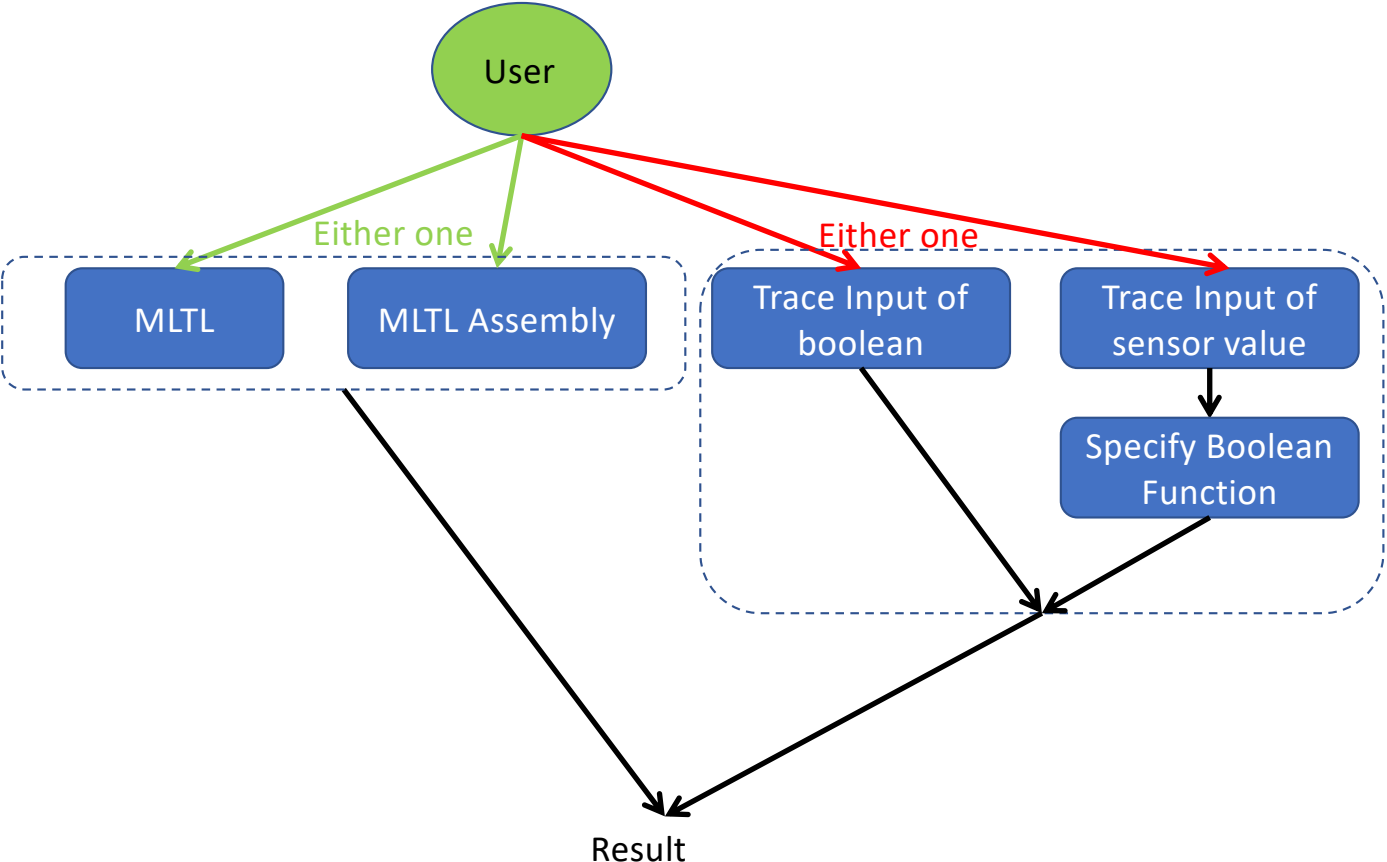 User
Either one
Either one
MLTL
MLTL Assembly
Trace Input of
boolean
Trace Input of
sensor value
Specify Boolean
Function
Result